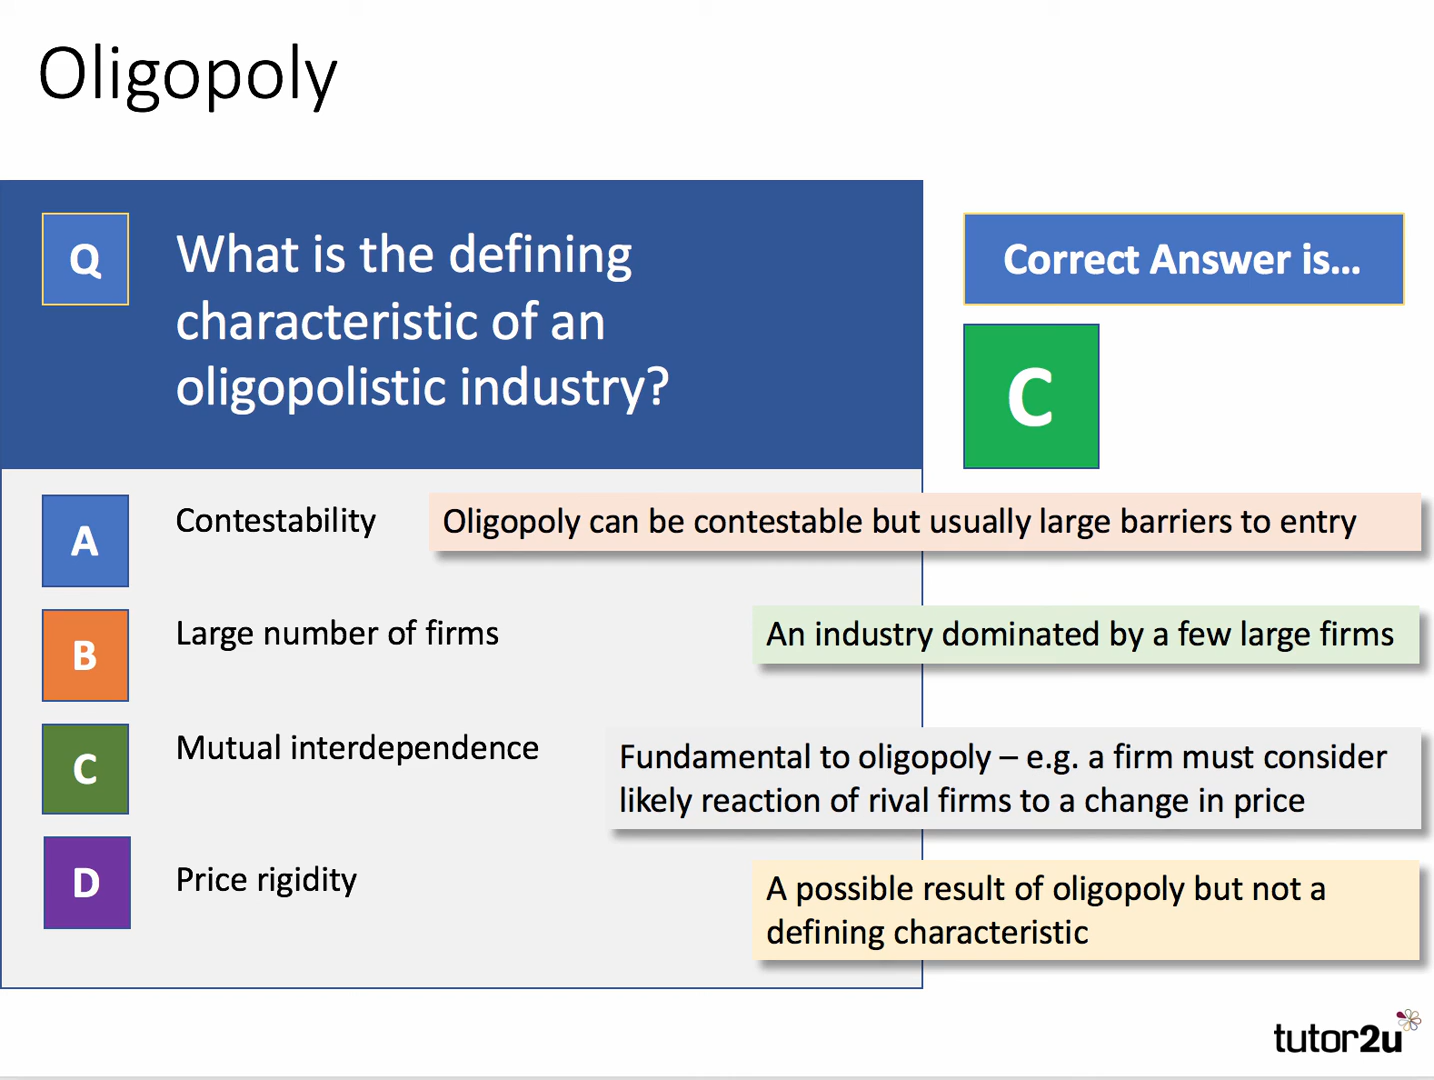 Oligopoly
Q
What is the defining
characteristic of an
oligopolistic industry?
Correct Answer is...
C
A
Contestability
Oligopoly can be contestable but usually large barriers to entry
B
Large number of firms
An industry dominated by a few large firms
C
Mutual interdependence
Fundamental to oligopoly – e.g. a firm must consider
likely reaction of rival firms to a change in price
D
Price rigidity
A possible result of oligopoly but not a
defining characteristic
tutor2u